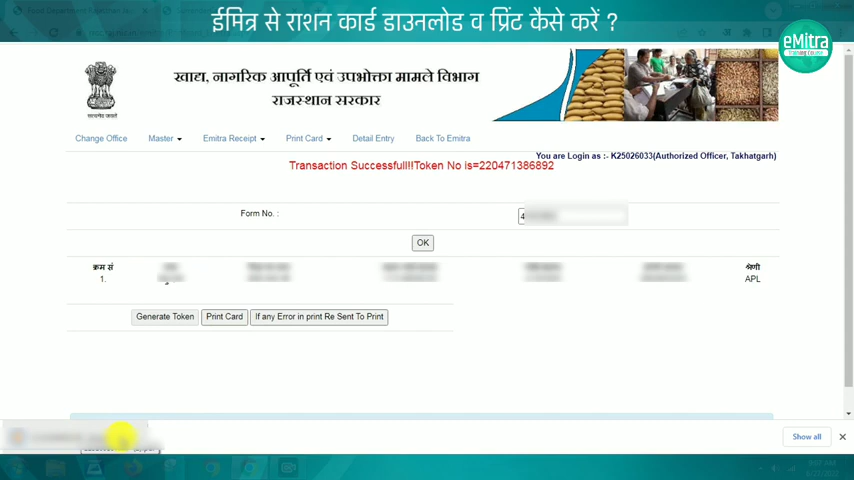 ईमित्र से राशन कार्ड डाउनलोड व प्रिंट कैसे करें ?
eMitra
खाद्य, नागरिक आपूर्ति एवं उपभोक्ता मामले विभाग
राजस्थान सरकार
Change Office Master Emitra Receipt Print Card Detail Entry Back To Emitra
You are Login as :- K25026033(Authorized Officer, Takhatgarh)
Transaction Successfull!!Token No is=220471386892
Form No. : 4
OK
क्रम सं श्रेणी
1. APL
Generate Token Print Card If any Error in print Re Sent To Print
Show all